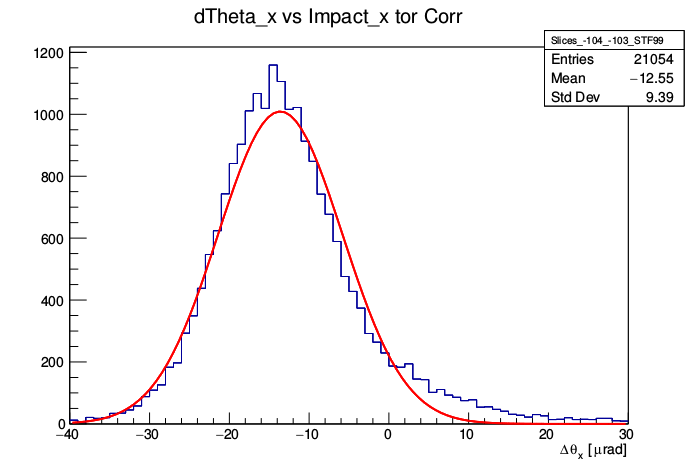 dTheta_x vs Impact_x tor Corr
Slices_-104_-103_STF99
Entries 21054
Mean −12.55
Std Dev 9.39
1200
1000
800
600
400
200
0
−40 −30 −20 −10 0 10 20 30
Δθx [μrad]